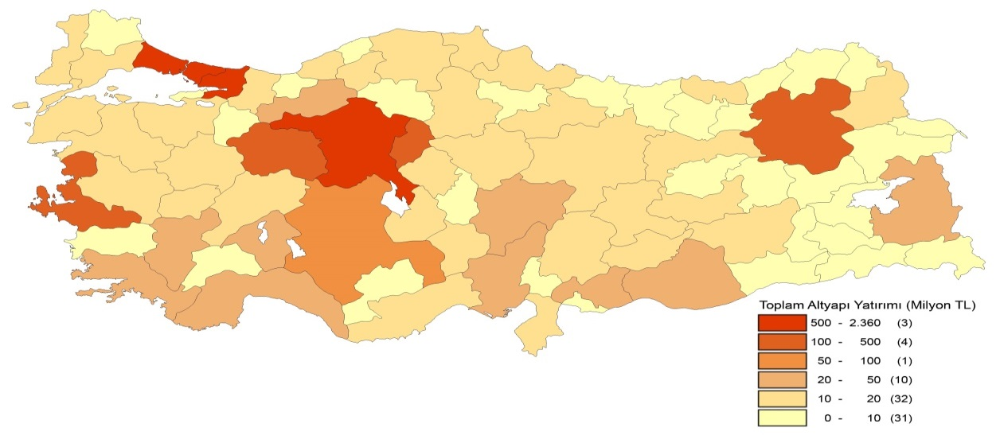 Toplam Altyapı Yatırımı (Milyon TL)
500 - 2.360 (3)
100 - 500 (4)
50 - 100 (1)
20 - 50 (10)
10 - 20 (32)
0 - 10 (31)